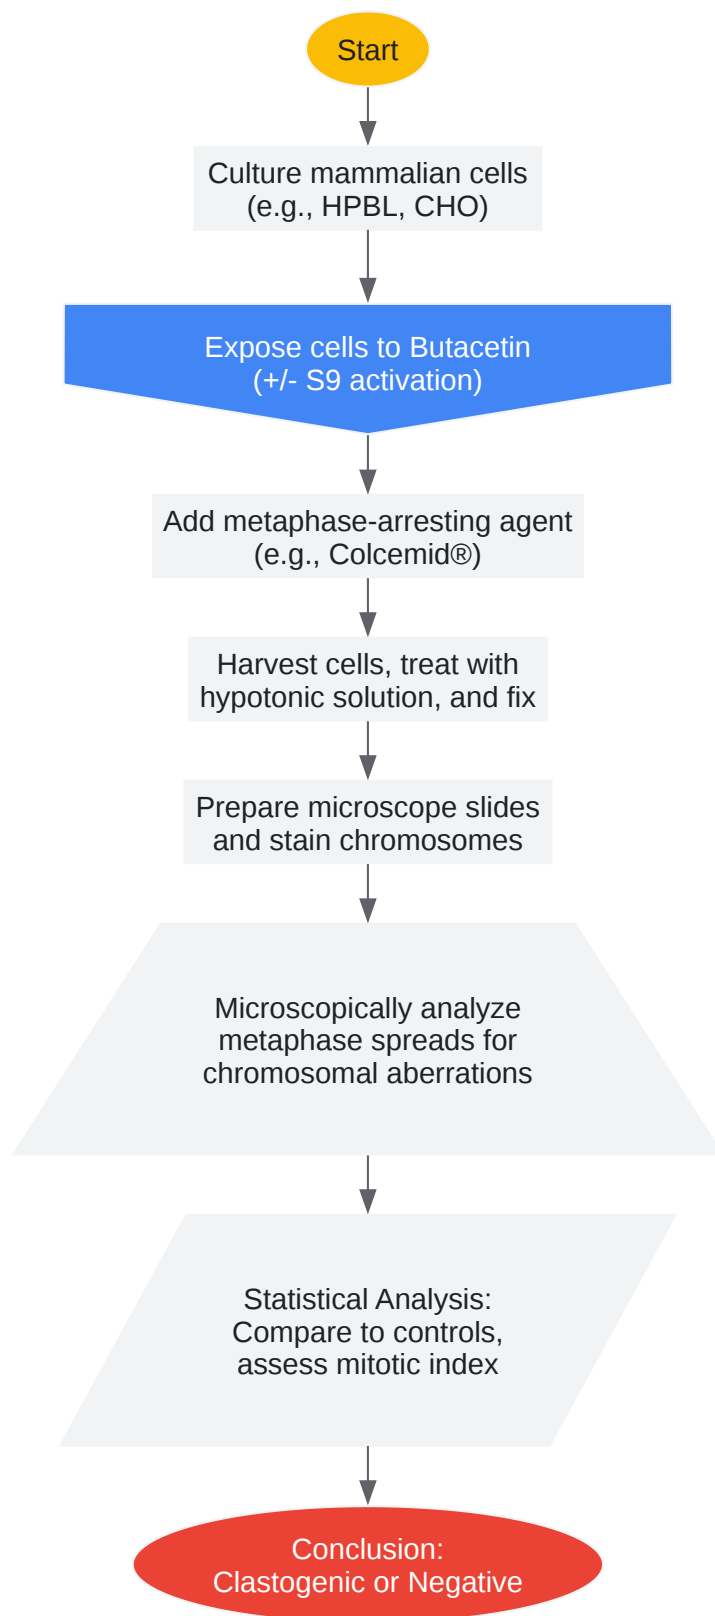 Start
Culture mammalian cells
(e.g., HPBL, CHO)
Expose cells to Butacetin
(+/- S9 activation)
Add metaphase-arresting agent
(e.g., Colcemid®)
Harvest cells, treat with
hypotonic solution, and fix
Prepare microscope slides
and stain chromosomes
Microscopically analyze
metaphase spreads for
chromosomal aberrations
Statistical Analysis:
Compare to controls,
assess mitotic index
Conclusion:
Clastogenic or Negative